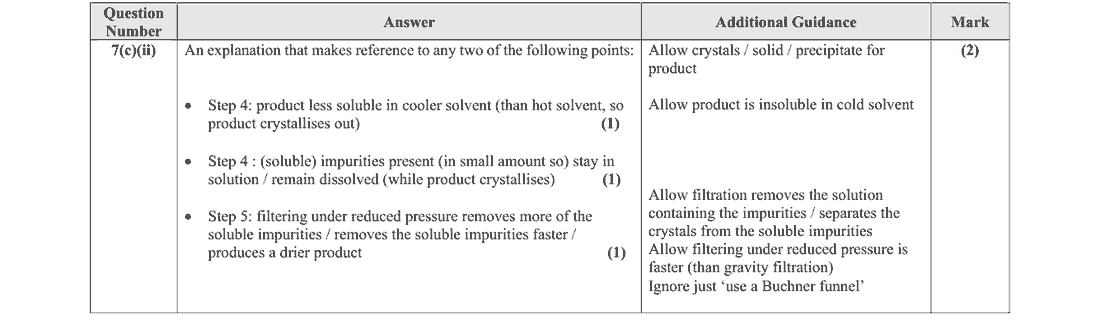 Question
Number
Answer
Additional Guidance
Mark
7(c)(ii)
An explanation that makes reference to any two of the following points:
• Step 4: product less soluble in cooler solvent (than hot solvent, so
product crystallises out) (1)
• Step 4 : (soluble) impurities present (in small amount so) stay in
solution / remain dissolved (while product crystallises) (1)
• Step 5: filtering under reduced pressure removes more of the
soluble impurities / removes the soluble impurities faster /
produces a drier product (1)
Allow crystals / solid / precipitate for
product
Allow product is insoluble in cold solvent
Allow filtration removes the solution
containing the impurities / separates the
crystals from the soluble impurities
Allow filtering under reduced pressure is
faster (than gravity filtration)
Ignore just ‘use a Buchner funnel’
(2)